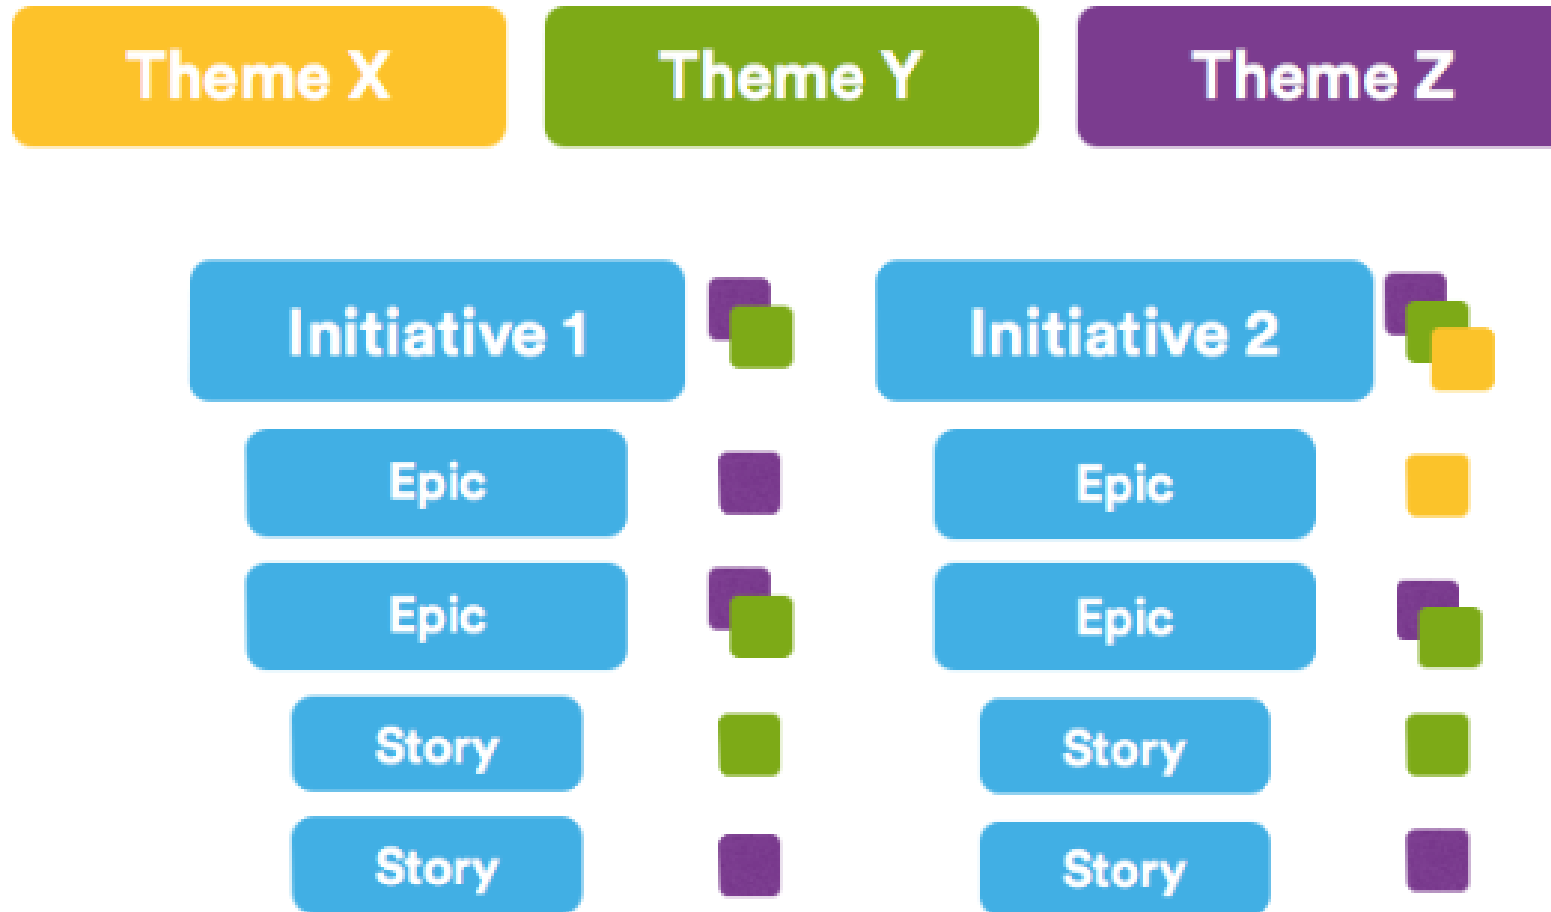 Theme X
Theme Y
Theme Z
Initiative 1
Initiative 2
Epic
Epic
Epic
Epic
Story
Story
Story
Story